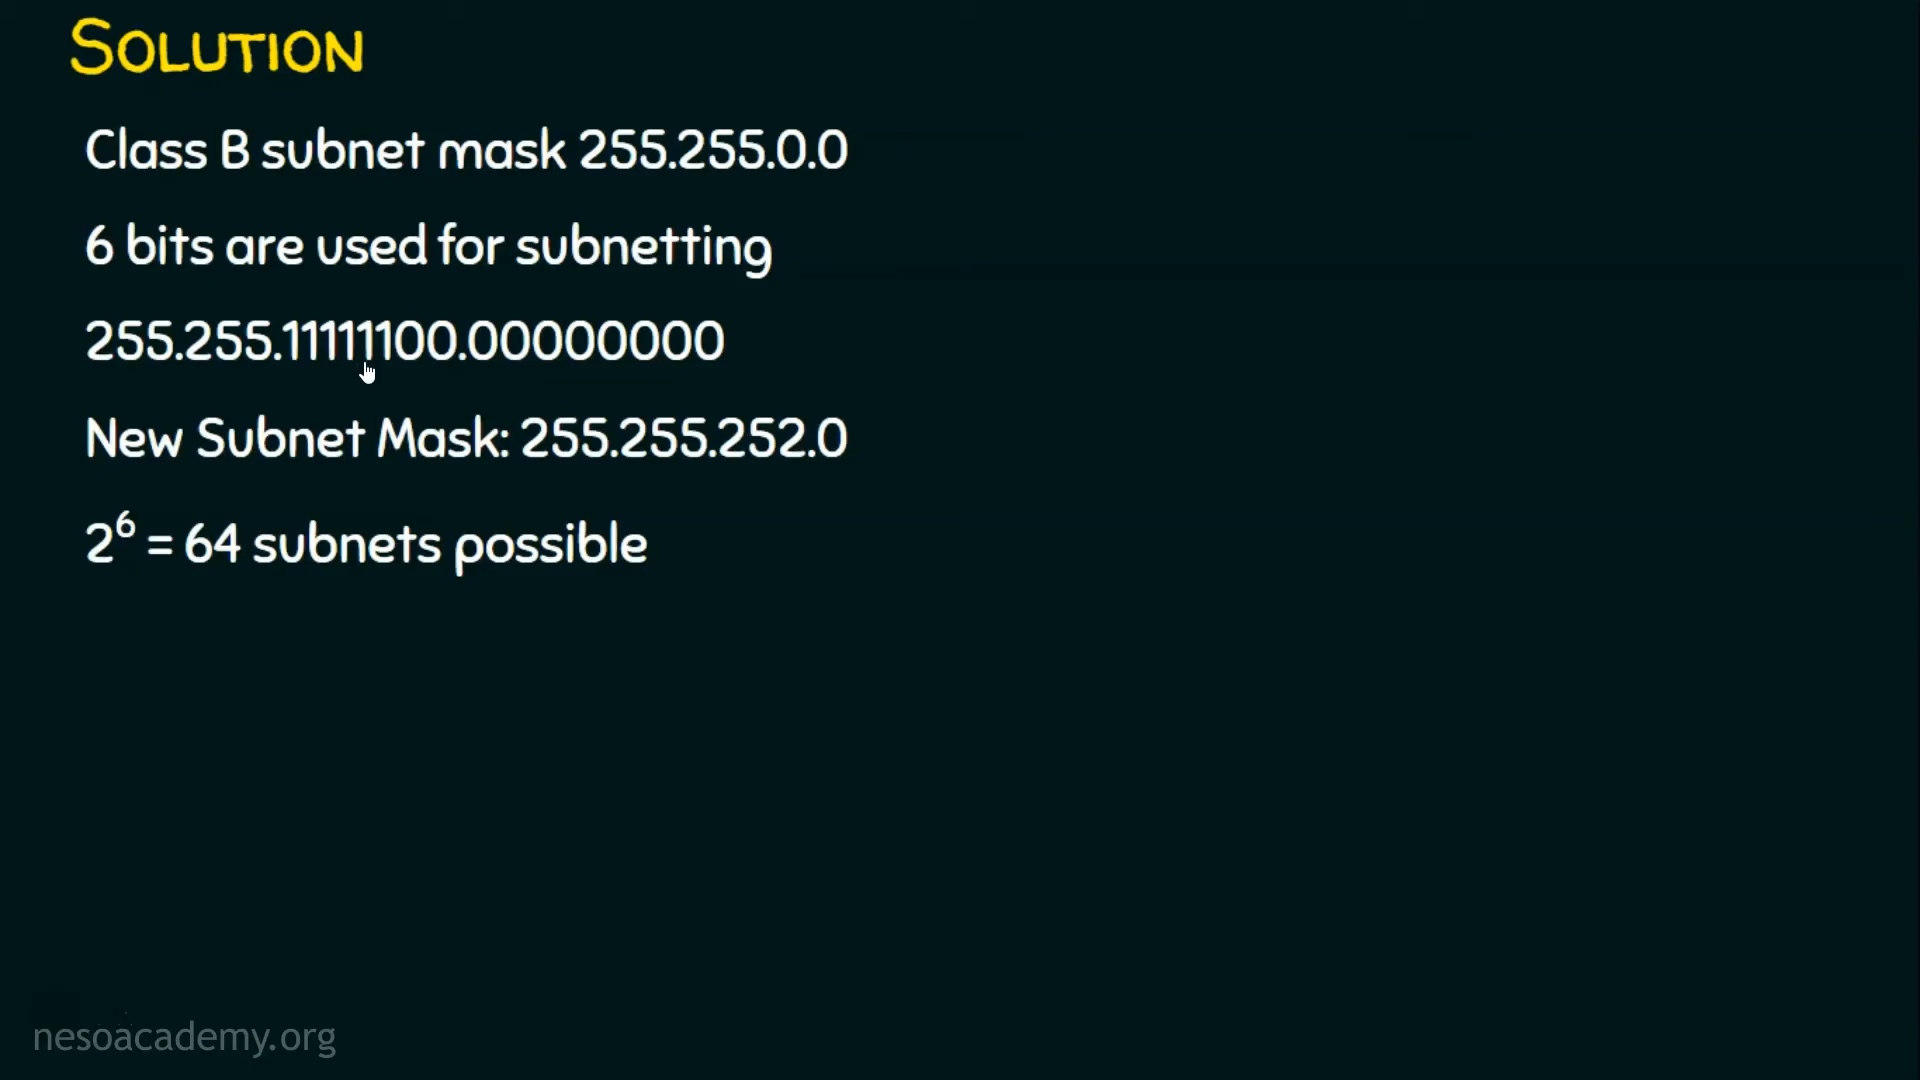 SOLUTION
Class B subnet mask 255.255.0.0
6 bits are used for subnetting
255.255.11111100.00000000
New Subnet Mask: 255.255.252.0
2⁶ = 64 subnets possible
nesoacademy.org